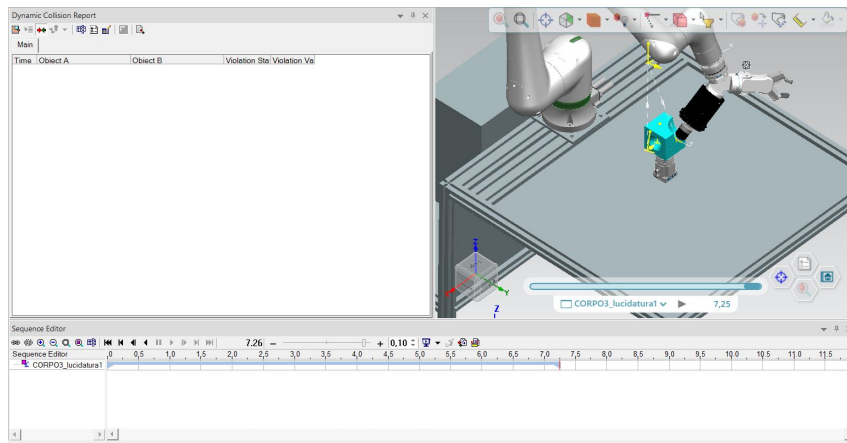 Dynamic Collision Report
Main
Time Object A Object B Violation Sta Violation Va
Z
Y
Z
CORPO3_lucidatura1
7,25
Sequence Editor
7.26
0,10
Sequence Editor ,0 0,5 1,0 1,5 2,0 2,5 3,0 3,5 4,0 4,5 5,0 5,5 6,0 6,5 7,0 7,5 8,0 8,5 9,0 9,5 10,0 10,5 11,0 11,5
CORPO3_lucidatura1